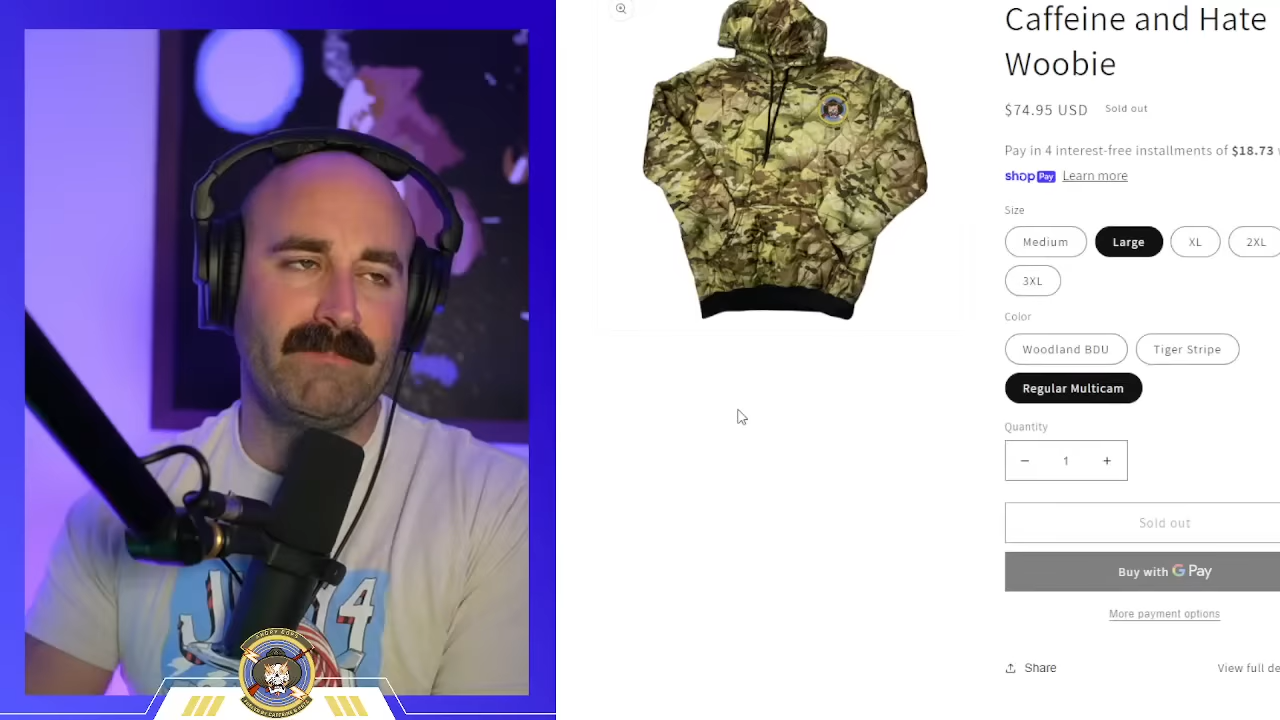 Caffeine and Hate
Woobie
$74.95 USD Sold out
Pay in 4 interest-free installments of $18.73
shop Pay Learn more
Size
Medium Large XL 2XL
3XL
Color
Woodland BDU Tiger Stripe
Regular Multicam
Quantity
− 1 +
Sold out
Buy with G Pay
More payment options
Share View full de
ANGRY COPS